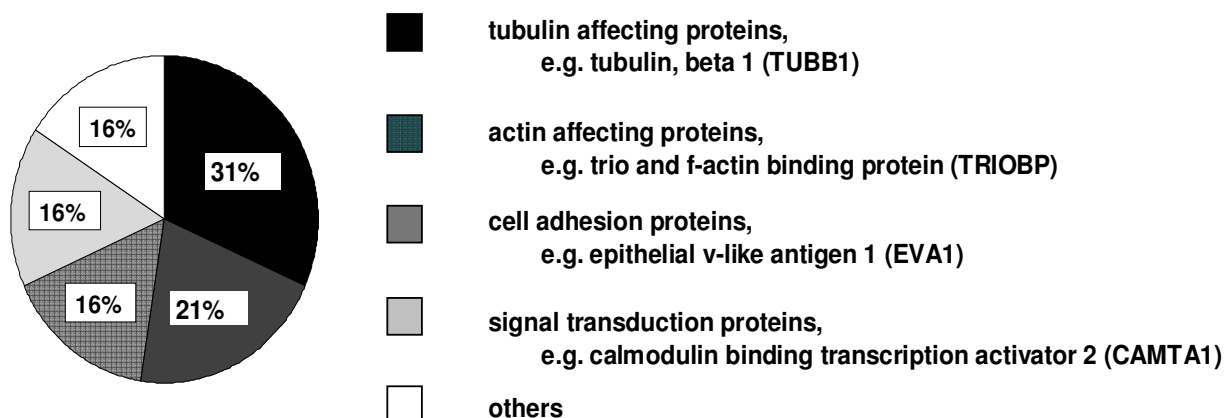 tubulin affecting proteins,
e.g. tubulin, beta 1 (TUBB1)
actin affecting proteins,
e.g. trio and f-actin binding protein (TRIOBP)
cell adhesion proteins,
e.g. epithelial v-like antigen 1 (EVA1)
signal transduction proteins,
e.g. calmodulin binding transcription activator 2 (CAMTA1)
others
16%
31%
16%
16%
21%